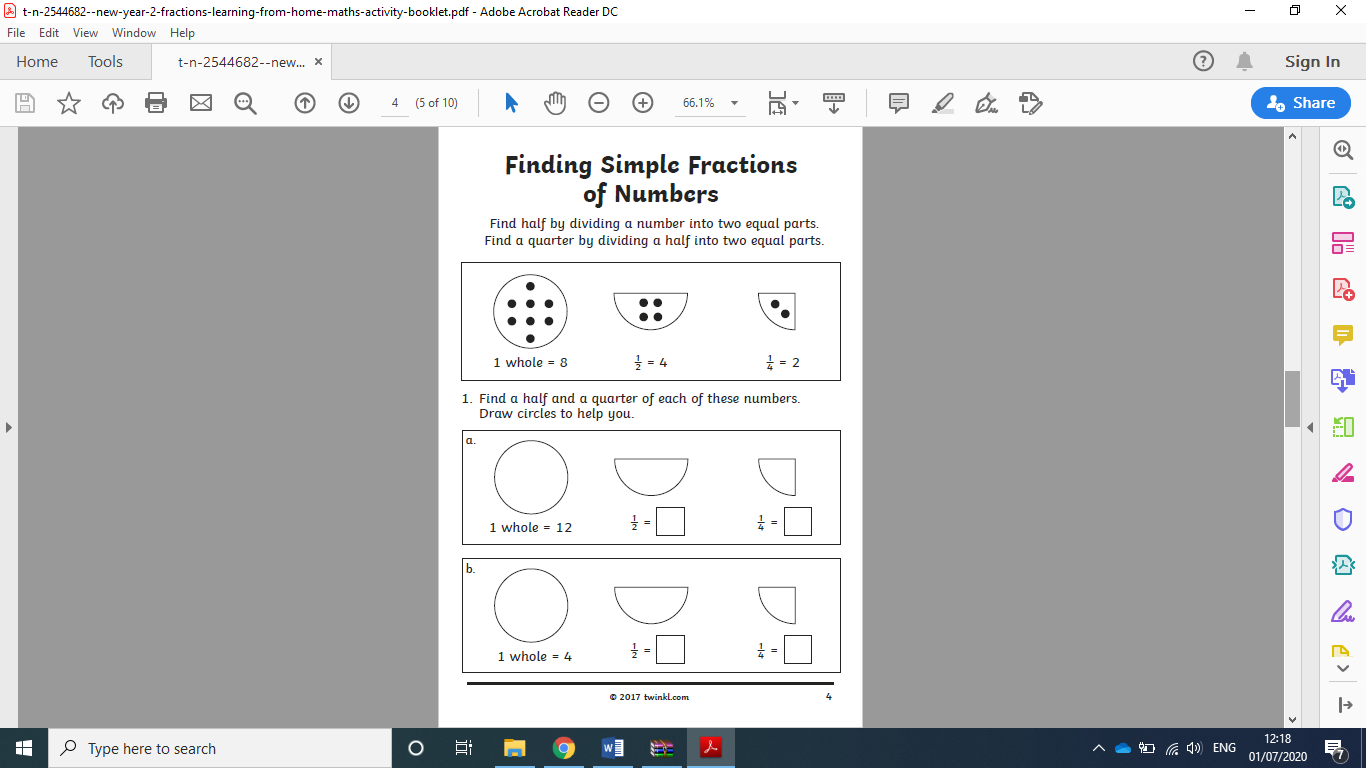 t-n-2544682--new-year-2-fractions-learning-from-home-maths-activity-booklet.pdf - Adobe Acrobat Reader DC
File Edit View Window Help
Home Tools t-n-2544682--new... × ? Sign In
4 (5 of 10) 66.1% Share
Finding Simple Fractions
of Numbers
Find half by dividing a number into two equal parts.
Find a quarter by dividing a half into two equal parts.
1 whole = 8 1/2 = 4 1/4 = 2
1. Find a half and a quarter of each of these numbers.
Draw circles to help you.
a.
1 whole = 12 1/2 = 1/4 =
b.
1 whole = 4 1/2 = 1/4 =
© 2017 twinkl.com 4
Type here to search
ENG
12:18
01/07/2020
7